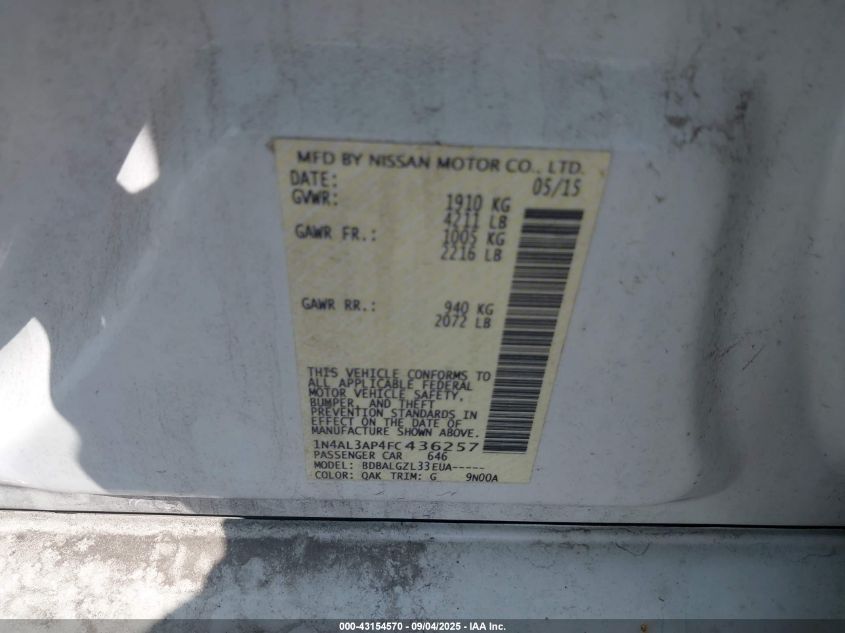 MFD BY NISSAN MOTOR CO., LTD.
DATE: 05/15
GVWR: 1910 KG
4211 LB
GAWR FR.: 1005 KG
2216 LB
GAWR RR.: 940 KG
2072 LB
THIS VEHICLE CONFORMS TO
ALL APPLICABLE FEDERAL
MOTOR VEHICLE SAFETY,
BUMPER, AND THEFT
PREVENTION STANDARDS IN
EFFECT ON THE DATE OF
MANUFACTURE SHOWN ABOVE.
1N4AL3AP4FC436257
PASSENGER CAR 646
MODEL: BDBALGZL33EUA-----
COLOR: QAK TRIM: G 9N00A
000-43154570 - 09/04/2025 - IAA Inc.